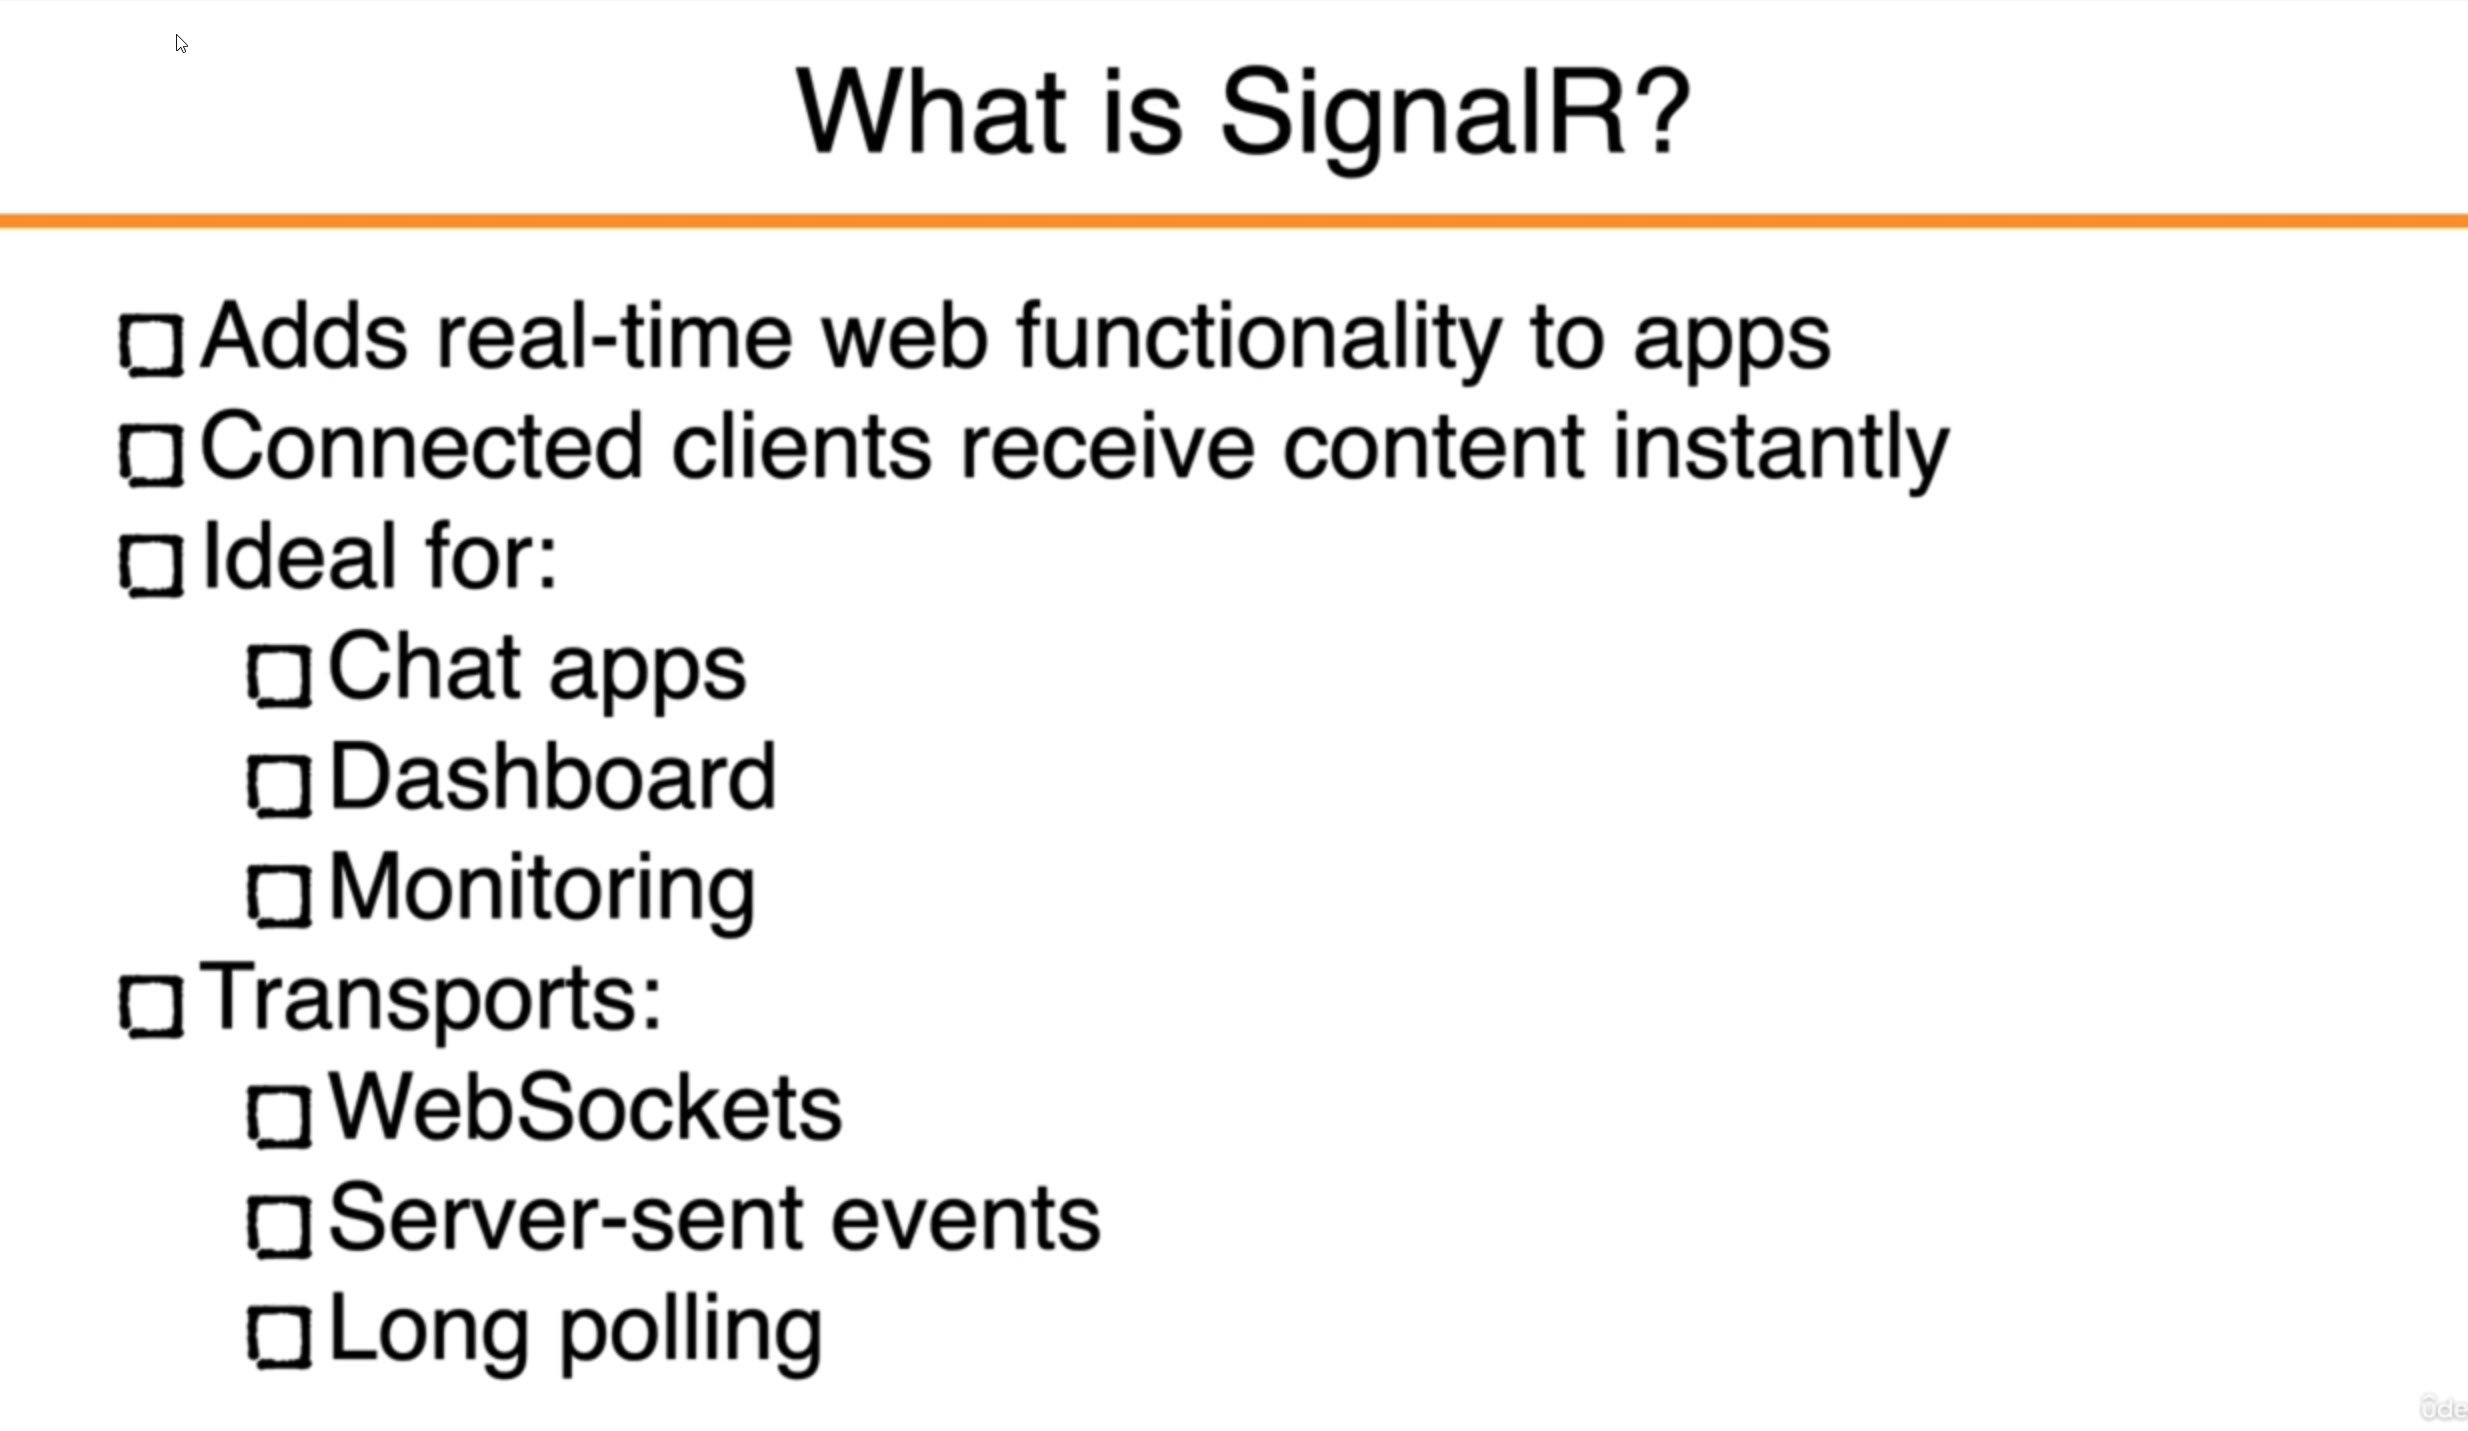 What is SignalR?
Adds real-time web functionality to apps
Connected clients receive content instantly
Ideal for:
Chat apps
Dashboard
Monitoring
Transports:
WebSockets
Server-sent events
Long polling
ûde